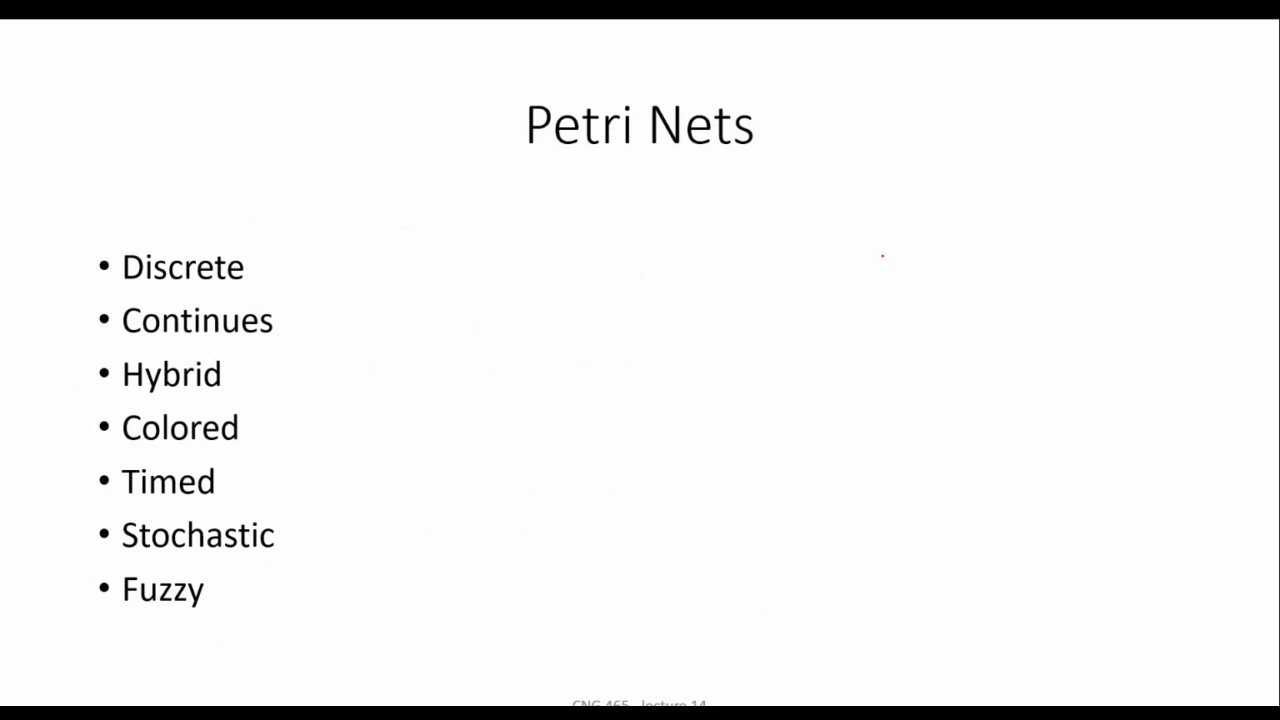 Petri Nets
• Discrete
• Continues
• Hybrid
• Colored
• Timed
• Stochastic
• Fuzzy
CNG 465 - lecture 14